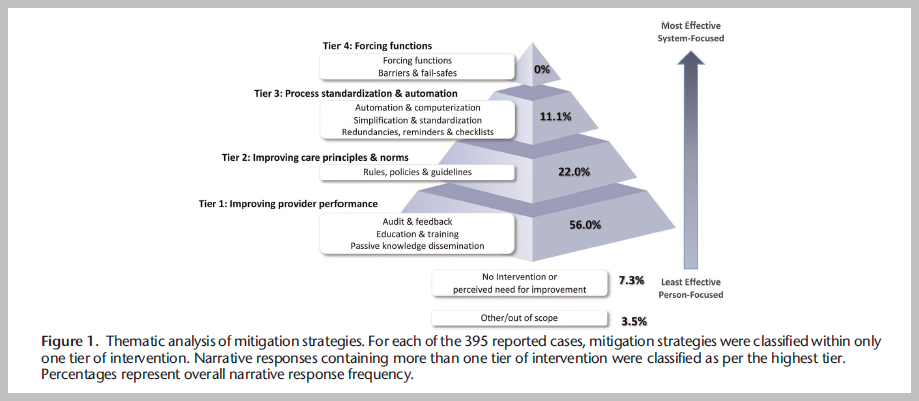 Most Effective
System-Focused
Tier 4: Forcing functions
Forcing functions
Barriers & fail-safes
0%
Tier 3: Process standardization & automation
Automation & computerization
Simplification & standardization
Redundancies, reminders & checklists
11.1%
Tier 2: Improving care principles & norms
Rules, policies & guidelines
22.0%
Tier 1: Improving provider performance
Audit & feedback
Education & training
Passive knowledge dissemination
56.0%
No Intervention or
perceived need for improvement
7.3%
Least Effective
Person-Focused
Other/out of scope
3.5%
Figure 1. Thematic analysis of mitigation strategies. For each of the 395 reported cases, mitigation strategies were classified within only
one tier of intervention. Narrative responses containing more than one tier of intervention were classified as per the highest tier.
Percentages represent overall narrative response frequency.